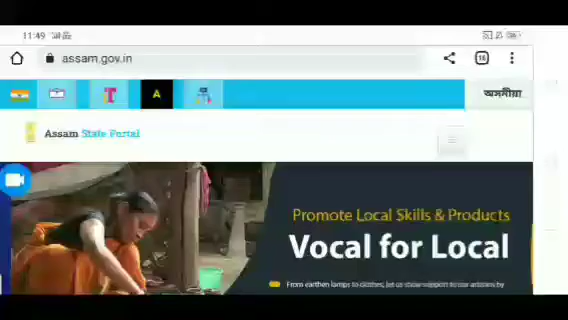 11:49
assam.gov.in
16
A
অসমীয়া
Assam State Portal
Promote Local Skills & Products
Vocal for Local
From earthen lamps to clothes, let us show support to our artisans by